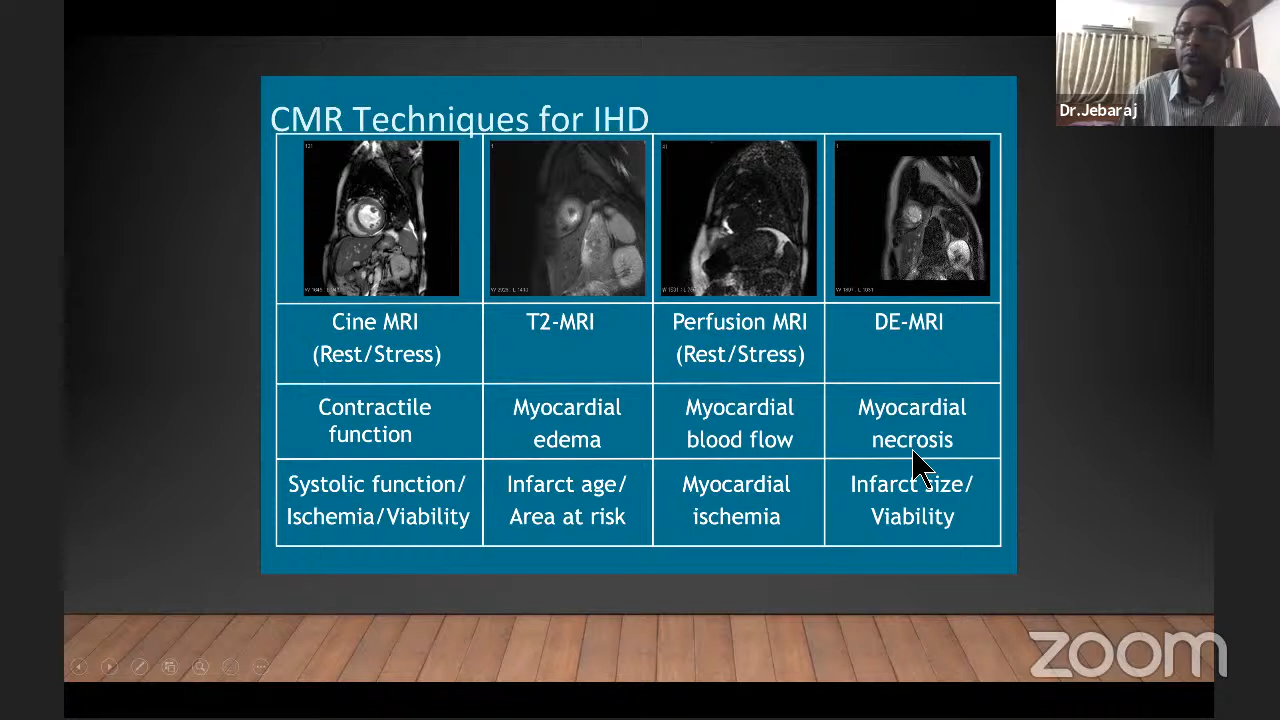 Dr.Jebaraj
CMR Techniques for IHD
Cine MRI
(Rest/Stress)
T2-MRI
Perfusion MRI
(Rest/Stress)
DE-MRI
Contractile
function
Myocardial
edema
Myocardial
blood flow
Myocardial
necrosis
Systolic function/
Ischemia/Viability
Infarct age/
Area at risk
Myocardial
ischemia
Infarct size/
Viability
zoom